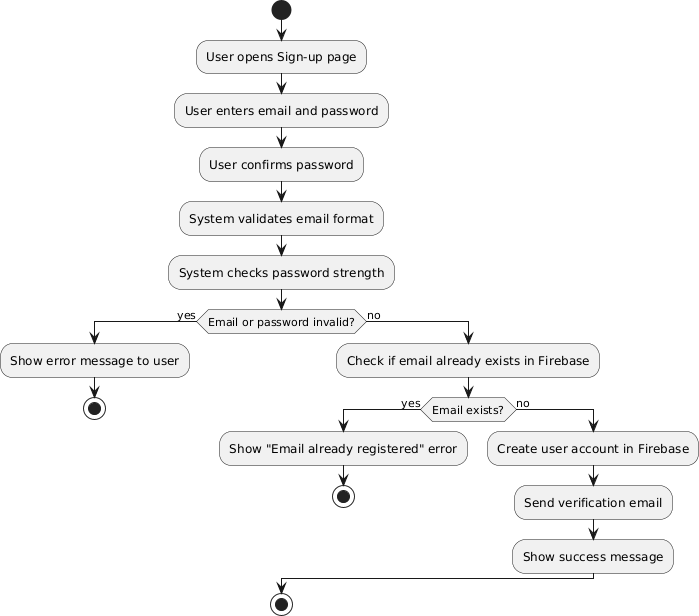 User opens Sign-up page
User enters email and password
User confirms password
System validates email format
System checks password strength
yes
Email or password invalid?
no
Show error message to user
Check if email already exists in Firebase
yes
Email exists?
no
Show "Email already registered" error
Create user account in Firebase
Send verification email
Show success message